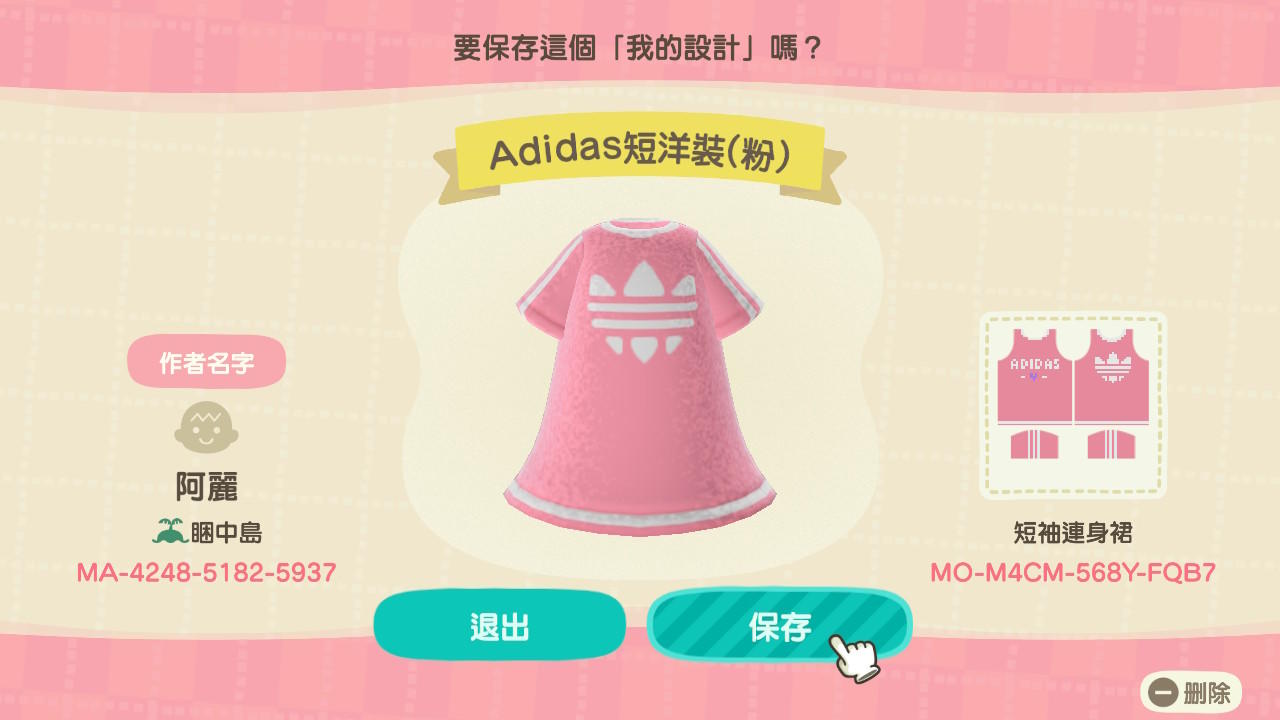 要保存這個「我的設計」嗎？
Adidas短洋裝(粉)
作者名字
阿麗
睏中島
MA-4248-5182-5937
ADIDAS
短袖連身裙
MO-M4CM-568Y-FQB7
退出
保存
删除